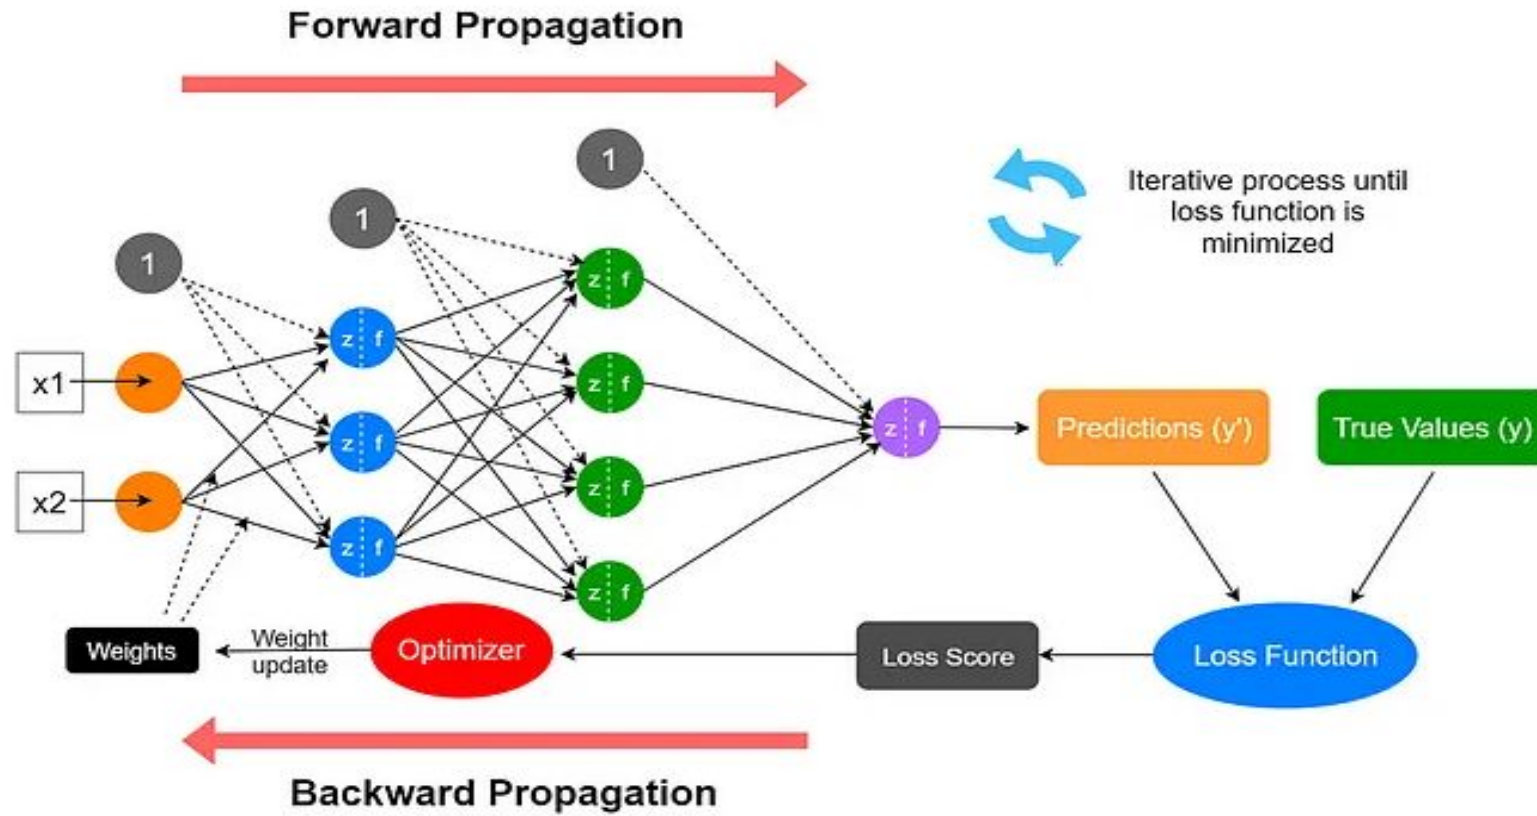 Forward Propagation
1
1
1
Iterative process until
loss function is
minimized
z f
z f
x1
z f
z f
Predictions (y')
True Values (y)
z f
z f
x2
z f
z f
Weights
Weight
update
Optimizer
Loss Score
Loss Function
z f
Backward Propagation